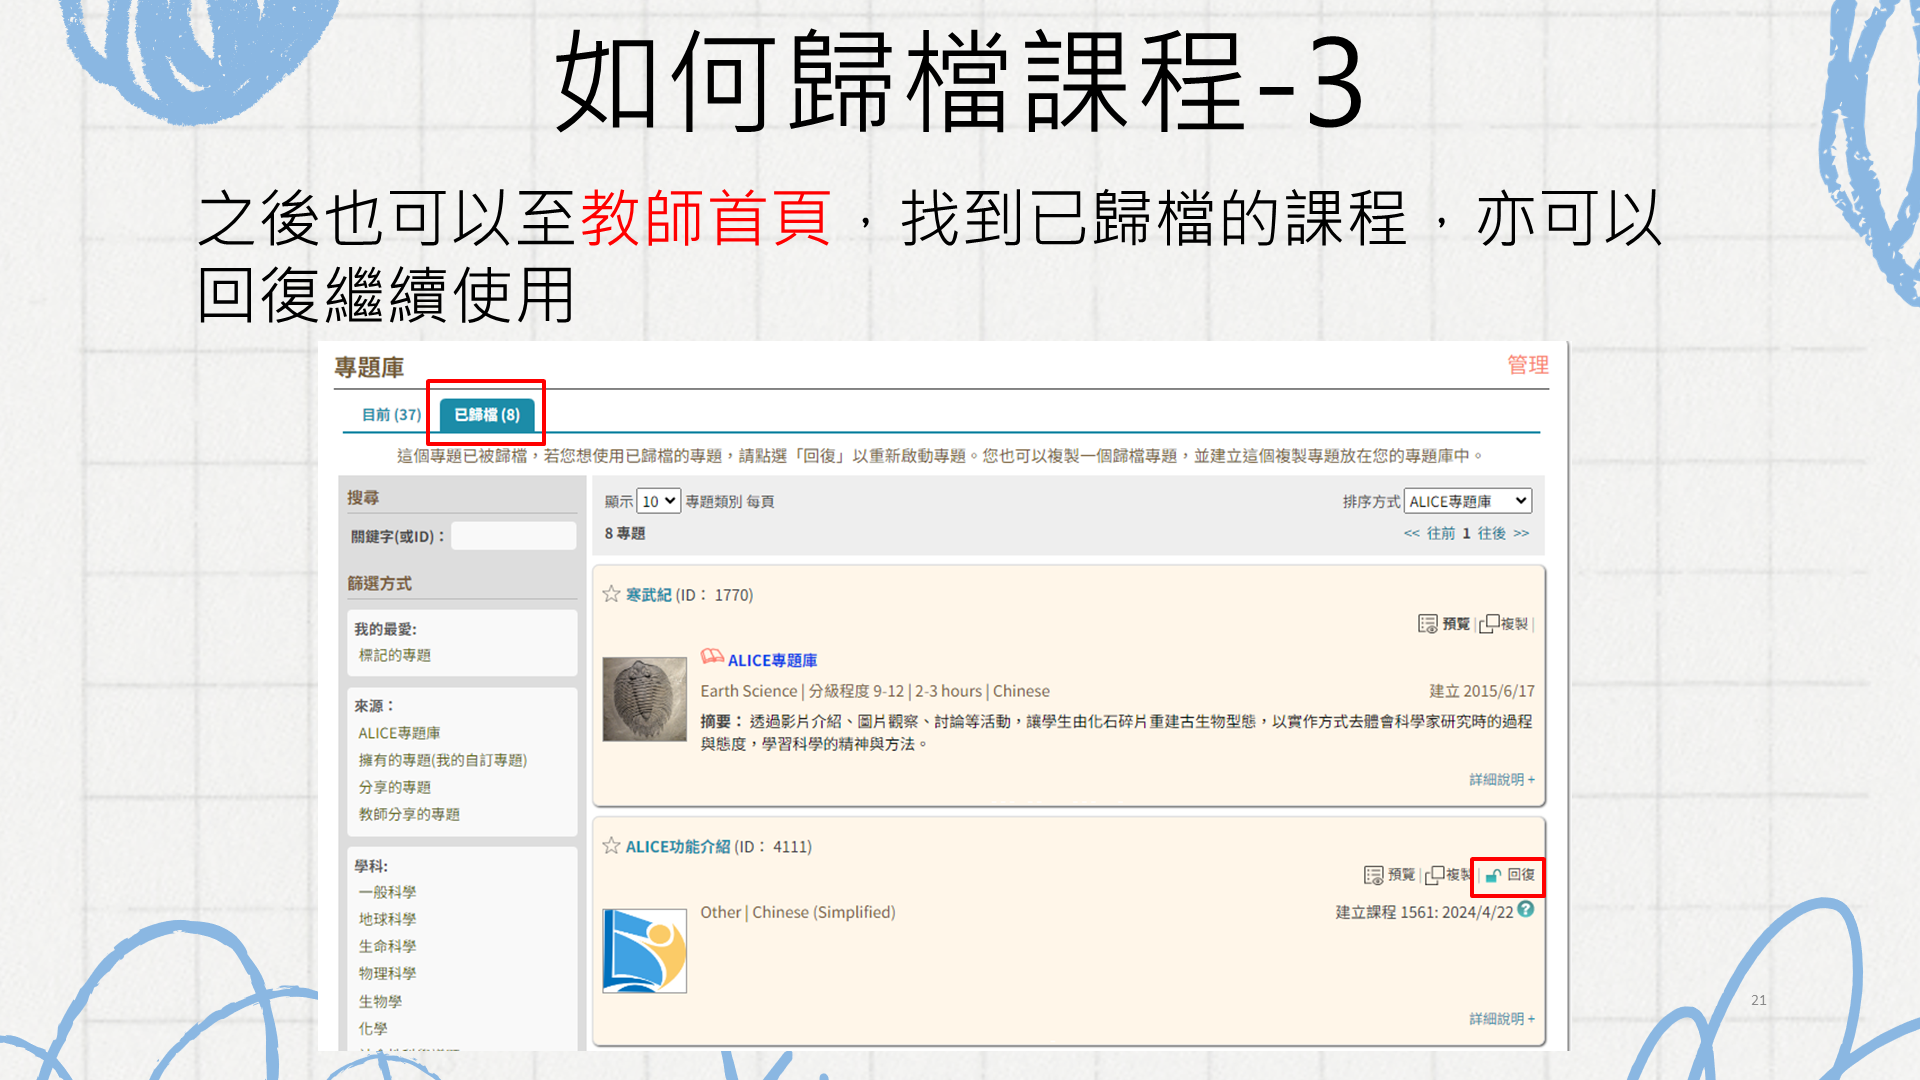 如何歸檔課程-3
之後也可以至教師首頁，找到已歸檔的課程，亦可以
回復繼續使用
專題庫
管理
目前 (37)
已歸檔 (8)
這個專題已被歸檔，若您想使用已歸檔的專題，請點選「回復」以重新啟動專題。您也可以複製一個歸檔專題，並建立這個複製專題放在您的專題庫中。
搜尋
關鍵字(或ID)：
篩選方式
我的最愛:
標記的專題
來源：
ALICE專題庫
擁有的專題(我的自訂專題)
分享的專題
教師分享的專題
學科:
一般科學
地球科學
生命科學
物理科學
生物學
化學
顯示 10 專題類別 每頁
排序方式 ALICE專題庫
8 專題
<< 往前 1 往後 >>
寒武紀 (ID： 1770)
預覽 | 複製 |
ALICE專題庫
Earth Science | 分級程度 9-12 | 2-3 hours | Chinese
建立 2015/6/17
摘要： 透過影片介紹、圖片觀察、討論等活動，讓學生由化石碎片重建古生物型態，以實作方式去體會科學家研究時的過程
與態度，學習科學的精神與方法。
詳細說明 +
ALICE功能介紹 (ID： 4111)
預覽 | 複製 | 回復
Other | Chinese (Simplified)
建立課程 1561: 2024/4/22 ?
詳細說明 +
21